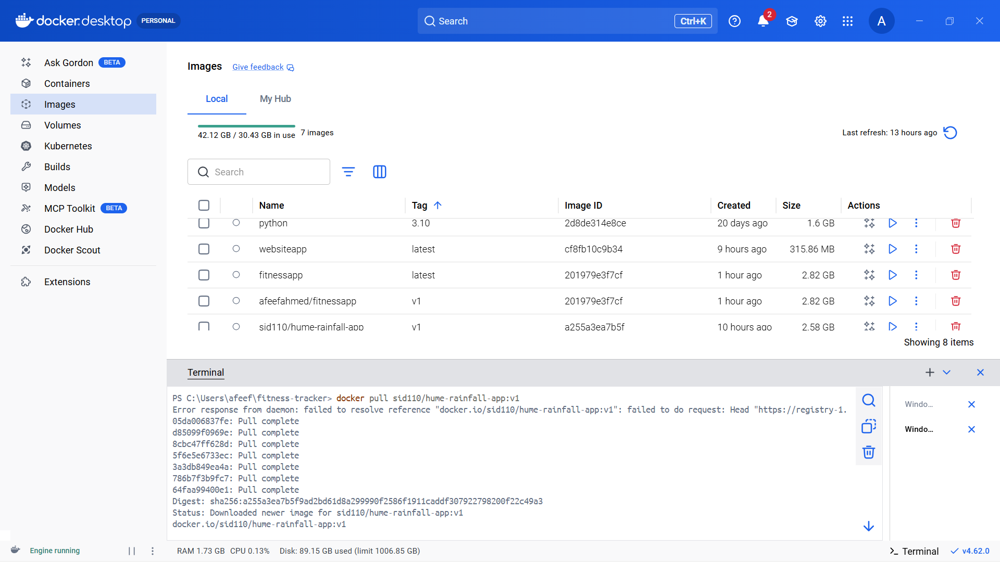 docker.desktop PERSONAL
Search Ctrl+K
2
A
Ask Gordon BETA
Containers
Images
Volumes
Kubernetes
Builds
Models
MCP Toolkit BETA
Docker Hub
Docker Scout
Extensions
Images Give feedback
Local My Hub
42.12 GB / 30.43 GB in use 7 images
Last refresh: 13 hours ago
Search
Name Tag Image ID Created Size Actions
python 3.10 2d8de314e8ce 20 days ago 1.6 GB
websiteapp latest cf8fb10c9b34 9 hours ago 315.86 MB
fitnessapp latest 201979e3f7cf 1 hour ago 2.82 GB
afeefahmed/fitnessapp v1 201979e3f7cf 1 hour ago 2.82 GB
sid110/hume-rainfall-app v1 a255a3ea7b5f 10 hours ago 2.58 GB
Showing 8 items
Terminal
PS C:\Users\afeef\fitness-tracker> docker pull sid110/hume-rainfall-app:v1
Error response from daemon: failed to resolve reference "docker.io/sid110/hume-rainfall-app:v1": failed to do request: Head "https://registry-1.
05da006837fe: Pull complete
d85099f0969e: Pull complete
8cbc47ff628d: Pull complete
5f6e5e6733ec: Pull complete
3a3db849ea4a: Pull complete
786b7f3b9fc7: Pull complete
64faa99400e1: Pull complete
Digest: sha256:a255a3ea7b5f9ad2bd61d8a299990f2586f1911caddf307922798200f22c49a3
Status: Downloaded newer image for sid110/hume-rainfall-app:v1
docker.io/sid110/hume-rainfall-app:v1
Windo...
Windo...
Engine running
RAM 1.73 GB CPU 0.13% Disk: 89.15 GB used (limit 1006.85 GB)
Terminal v4.62.0